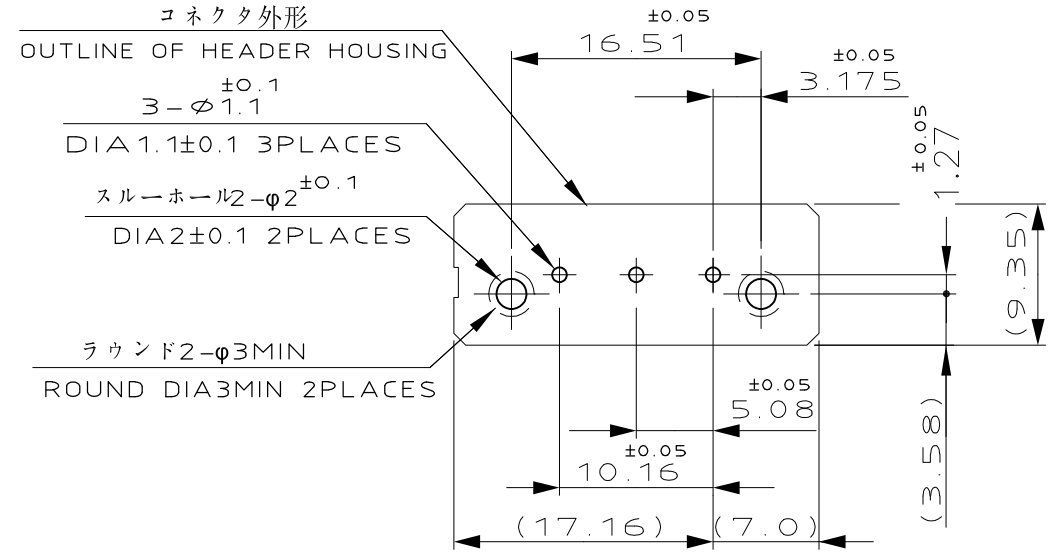 コネクタ外形
OUTLINE OF HEADER HOUSING
±0.1
3-Φ1.1
DIA1.1±0.1 3PLACES
スルーホール2-φ2±0.1
DIA2±0.1 2PLACES
ラウンド2-φ3MIN
ROUND DIA3MIN 2PLACES
±0.05
16.51
±0.05
3.175
±0.05
1.27
(9.35)
(3.58)
±0.05
5.08
±0.05
10.16
(17.16)
(7.0)